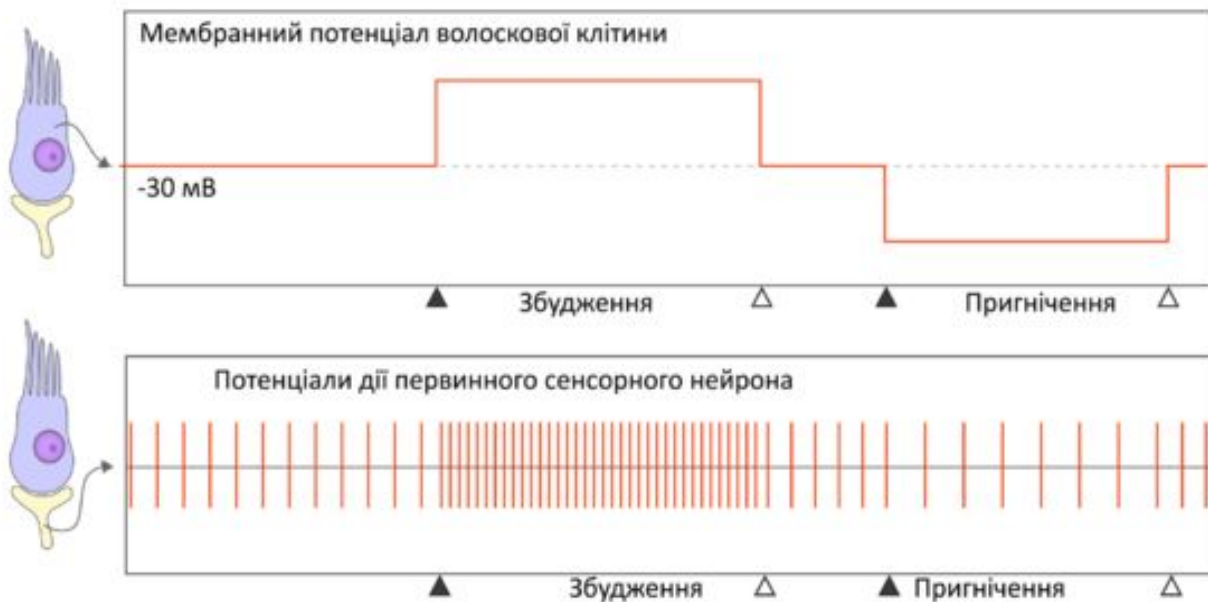 Мембранний потенціал волоскової клітини
-30 мВ
Збудження
Пригнічення
Потенціали дії первинного сенсорного нейрона
Збудження
Пригнічення